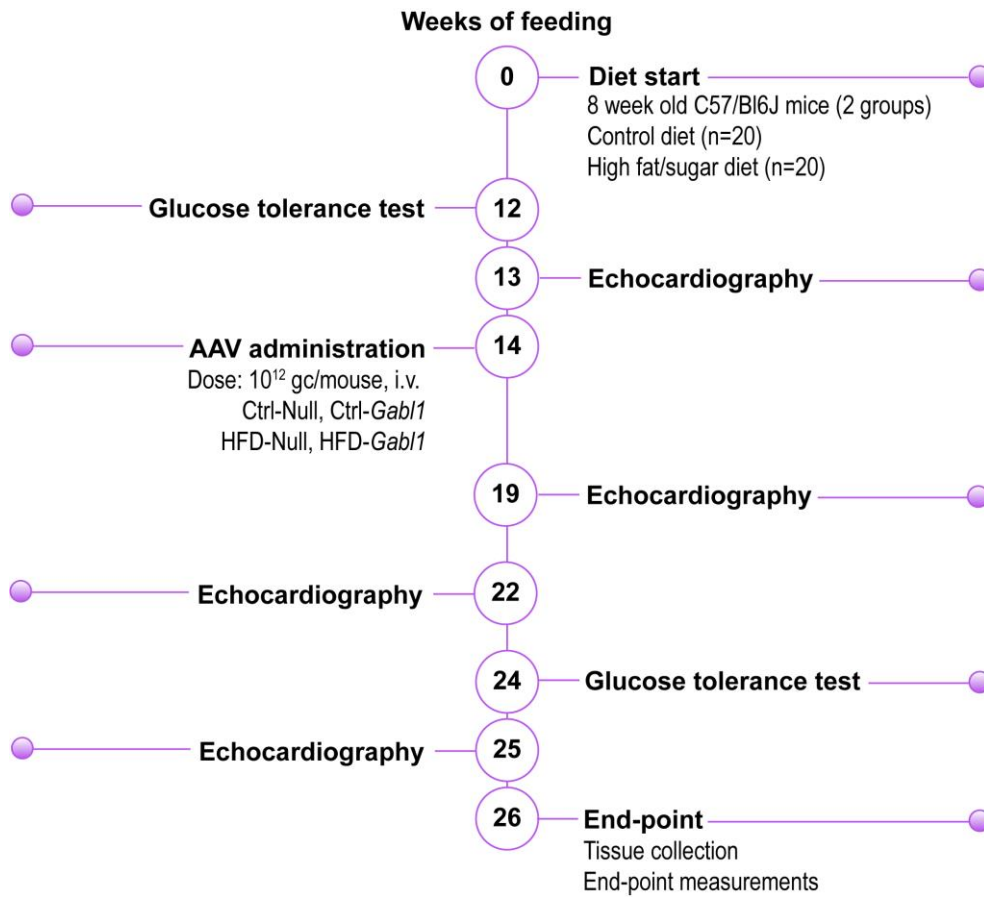 Weeks of feeding
0
Diet start
8 week old C57/Bl6J mice (2 groups)
Control diet (n=20)
High fat/sugar diet (n=20)
Glucose tolerance test
12
13
Echocardiography
AAV administration
14
Dose: 10¹² gc/mouse, i.v.
Ctrl-Null, Ctrl-Gabl1
HFD-Null, HFD-Gabl1
19
Echocardiography
Echocardiography
22
24
Glucose tolerance test
Echocardiography
25
26
End-point
Tissue collection
End-point measurements